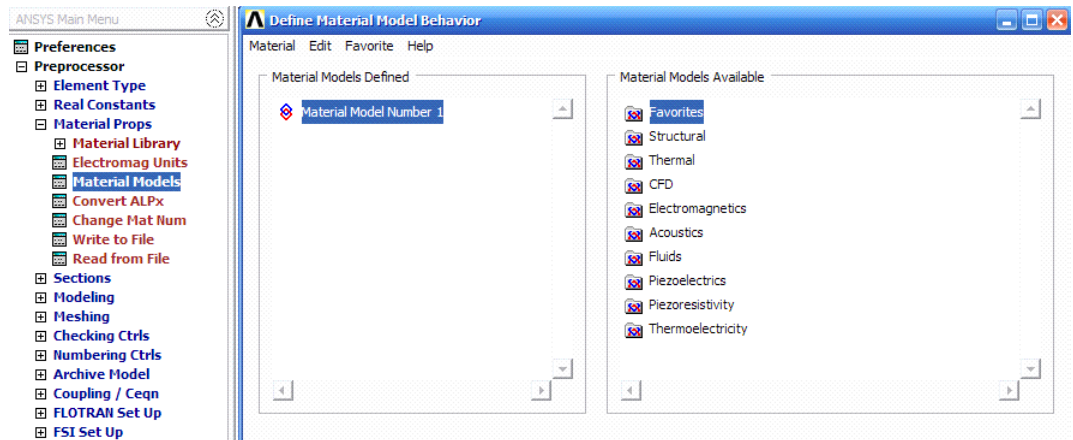 ANSYS Main Menu
Preferences
Preprocessor
Element Type
Real Constants
Material Props
Material Library
Electromag Units
Material Models
Convert ALPx
Change Mat Num
Write to File
Read from File
Sections
Modeling
Meshing
Checking Ctrls
Numbering Ctrls
Archive Model
Coupling / Ceqn
FLOTRAN Set Up
FSI Set Up
Define Material Model Behavior
Material Edit Favorite Help
Material Models Defined
Material Model Number 1
Material Models Available
Favorites
Structural
Thermal
CFD
Electromagnetics
Acoustics
Fluids
Piezoelectrics
Piezoresistivity
Thermoelectricity